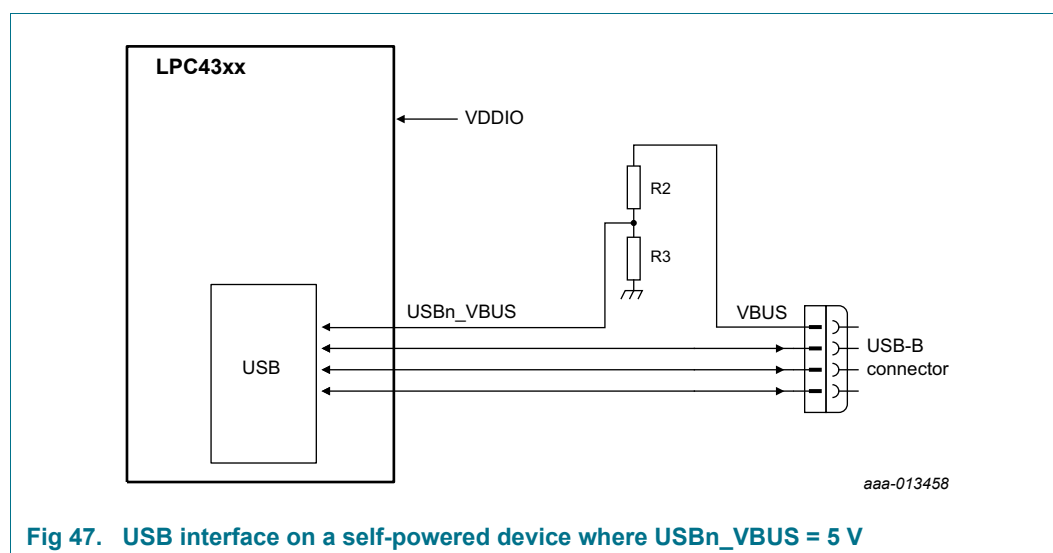 LPC43xx
VDDIO
R2
R3
USBn_VBUS
VBUS
USB
USB-B
connector
aaa-013458
Fig 47. USB interface on a self-powered device where USBn_VBUS = 5 V